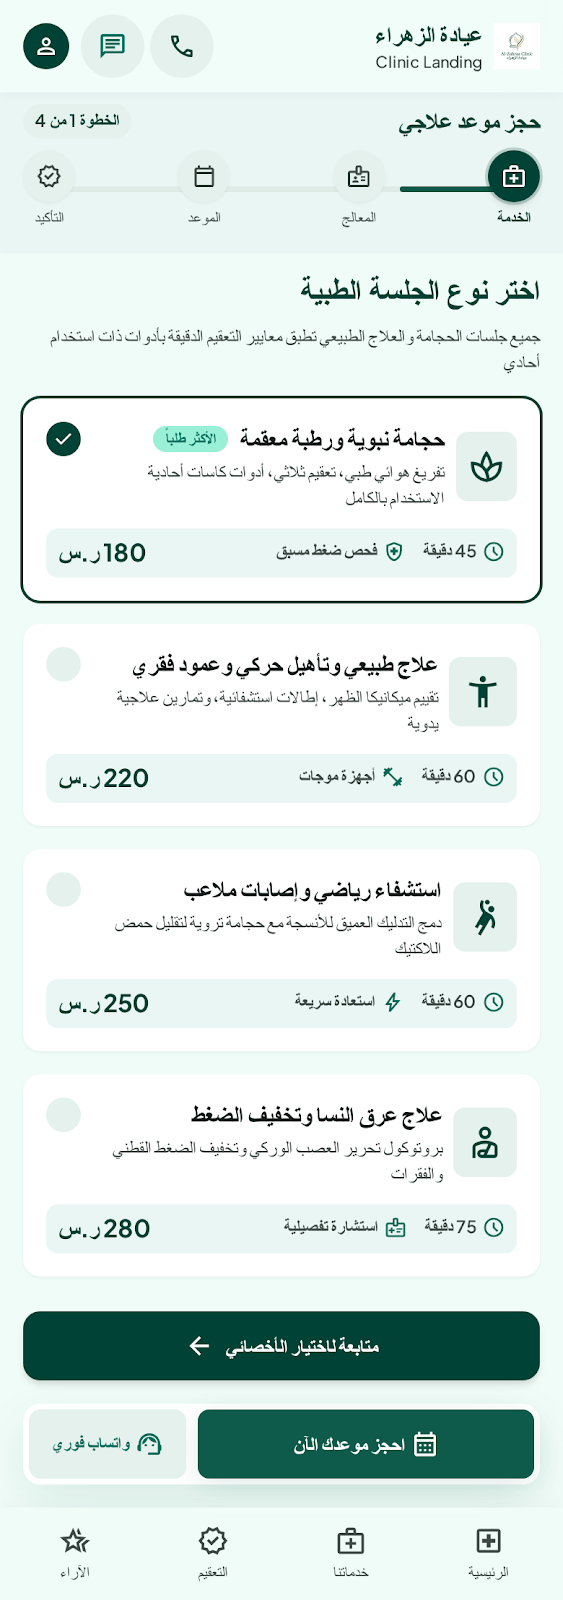 عيادة الزهراء
Clinic Landing
حجز موعد علاجي
الخطوة 1 من 4
الخدمة
المعالج
الموعد
التأكيد
اختر نوع الجلسة الطبية
جميع جلسات الحجامة والعلاج الطبيعي تطبق معايير التعقيم الدقيقة بأدوات ذات استخدام
أحادي
حجامة نبوية ورطبة معقمة
الأكثر طلباً
تفريغ هوائي طبي، تعقيم ثلاثي، أدوات كاسات أحادية
الاستخدام بالكامل
45 دقيقة
فحص ضغط مسبق
180 ر.س
علاج طبيعي وتأهيل حركي وعمود فقري
تقييم ميكانيكا الظهر، إطالات استشفائية، وتمارين علاجية
يدوية
60 دقيقة
أجهزة موجات
220 ر.س
استشفاء رياضي وإصابات ملاعب
دمج التدليك العميق للأنسجة مع حجامة تروية لتقليل حمض
اللاكتيك
60 دقيقة
استعادة سريعة
250 ر.س
علاج عرق النسا وتخفيف الضغط
بروتوكول تحرير العصب الوركي وتخفيف الضغط القطني
والفقرات
75 دقيقة
استشارة تفصيلية
280 ر.س
متابعة لاختيار الأخصائي
احجز موعدك الآن
واتساب فوري
الرئيسية
خدماتنا
التعقيم
الآراء